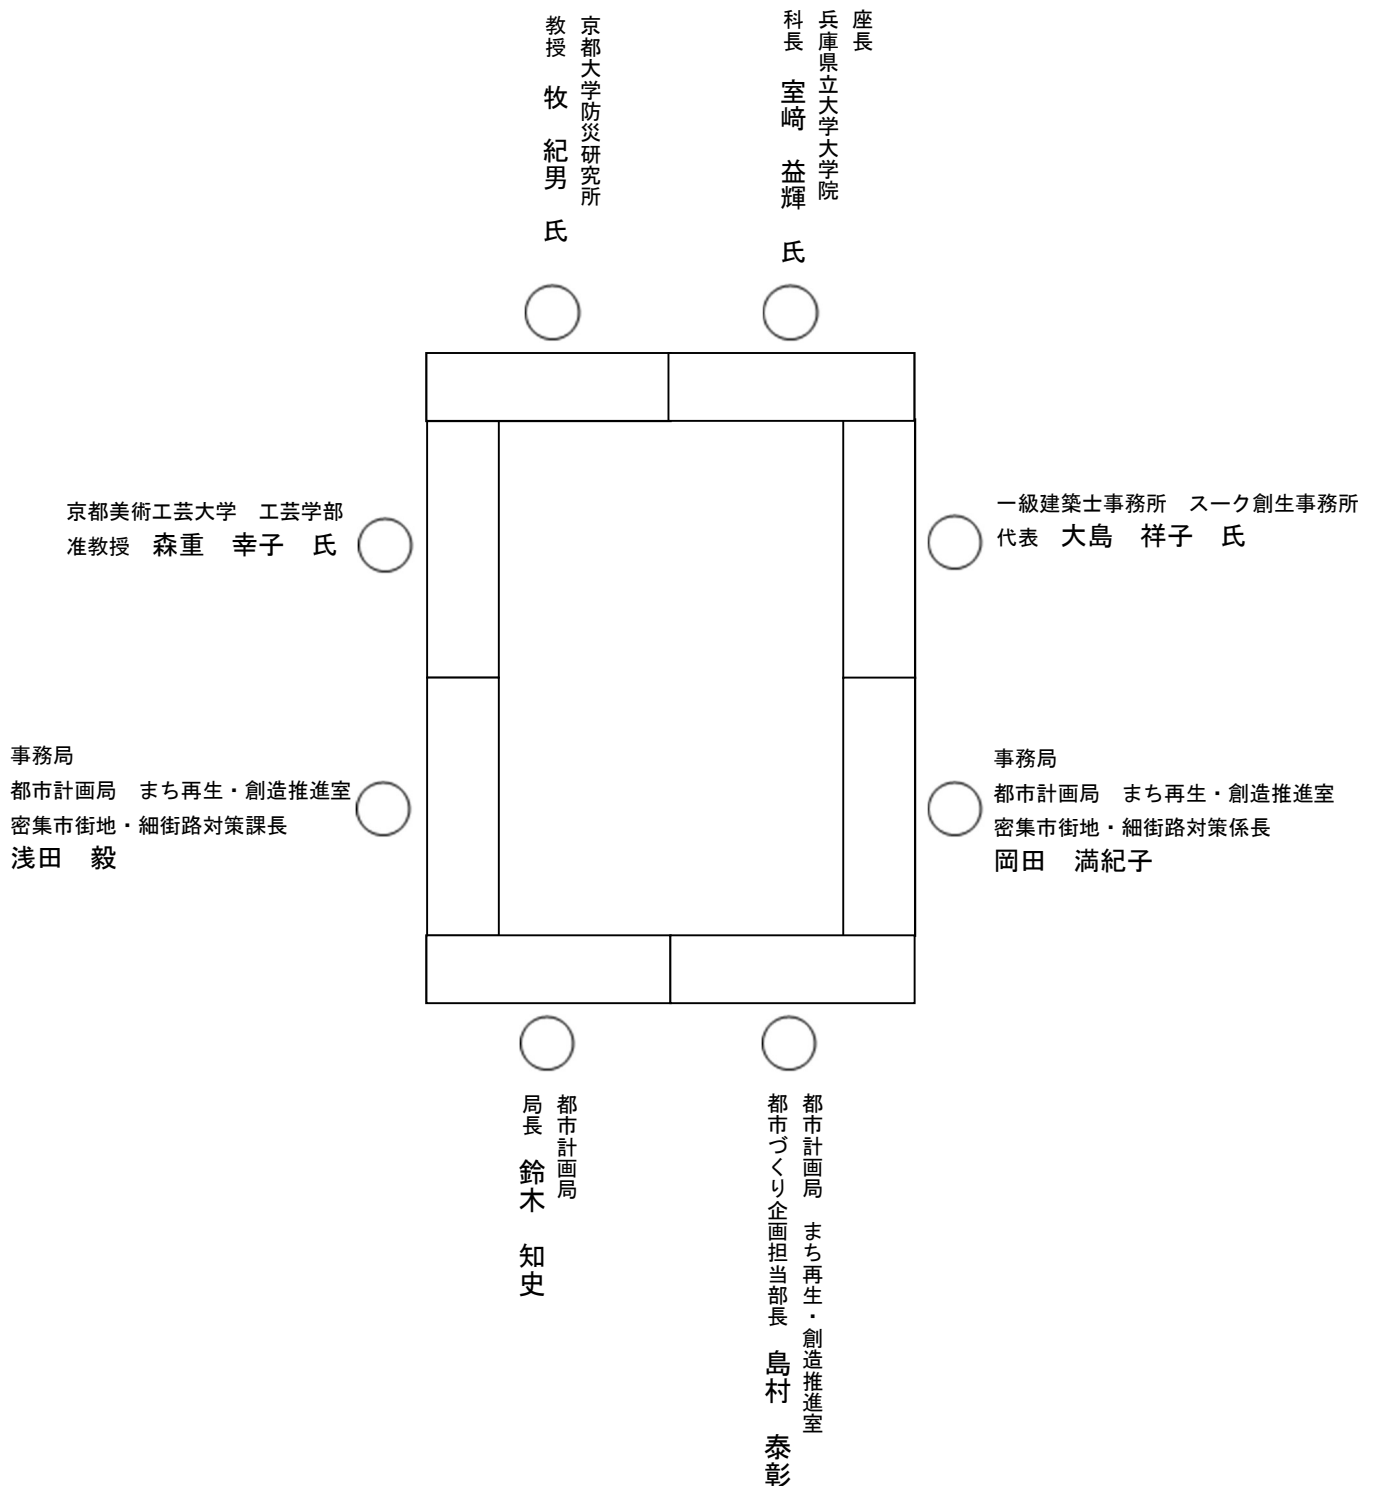 座長
兵庫県立大学大学院
科長　室﨑　益輝　氏
京都大学防災研究所
教授　牧　紀男　氏
京都美術工芸大学　工芸学部
准教授　森重　幸子　氏
一級建築士事務所　スーク創生事務所
代表　大島　祥子　氏
事務局
都市計画局　まち再生・創造推進室
密集市街地・細街路対策課長
浅田　毅
事務局
都市計画局　まち再生・創造推進室
密集市街地・細街路対策係長
岡田　満紀子
都市計画局
局長　鈴木　知史
都市計画局　まち再生・創造推進室
都市づくり企画担当部長　島村　泰彰